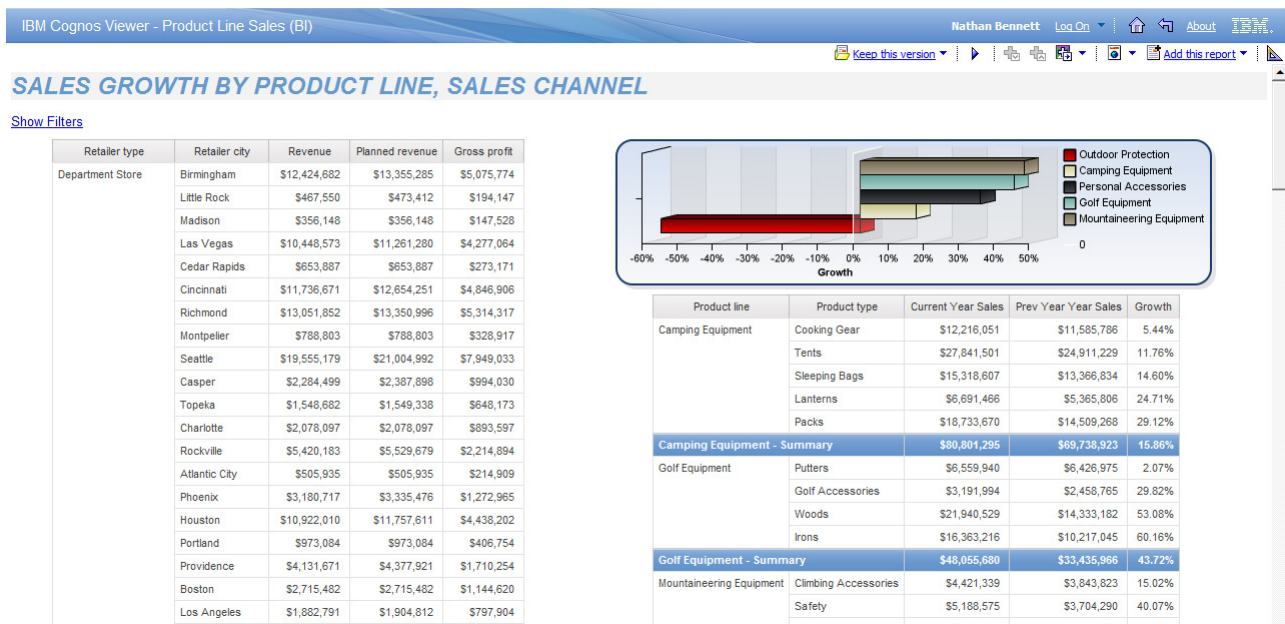 IBM Cognos Viewer - Product Line Sales (BI) Nathan Bennett Log On About IBM.
Keep this version Add this report
SALES GROWTH BY PRODUCT LINE, SALES CHANNEL
Show Filters
Retailer type Retailer city Revenue Planned revenue Gross profit
Department Store Birmingham $12,424,682 $13,355,285 $5,075,774
Little Rock $467,550 $473,412 $194,147
Madison $356,148 $356,148 $147,528
Las Vegas $10,448,573 $11,261,280 $4,277,064
Cedar Rapids $653,887 $653,887 $273,171
Cincinnati $11,736,671 $12,654,251 $4,846,906
Richmond $13,051,852 $13,350,996 $5,314,317
Montpelier $788,803 $788,803 $328,917
Seattle $19,555,179 $21,004,992 $7,949,033
Casper $2,284,499 $2,387,898 $994,030
Topeka $1,548,682 $1,549,338 $648,173
Charlotte $2,078,097 $2,078,097 $893,597
Rockville $5,420,183 $5,529,679 $2,214,894
Atlantic City $505,935 $505,935 $214,909
Phoenix $3,180,717 $3,335,476 $1,272,965
Houston $10,922,010 $11,757,611 $4,438,202
Portland $973,084 $973,084 $406,754
Providence $4,131,671 $4,377,921 $1,710,254
Boston $2,715,482 $2,715,482 $1,144,620
Los Angeles $1,882,791 $1,904,812 $797,904
Outdoor Protection
Camping Equipment
Personal Accessories
Golf Equipment
Mountaineering Equipment
0
-60% -50% -40% -30% -20% -10% 0% 10% 20% 30% 40% 50%
Growth
Product line Product type Current Year Sales Prev Year Year Sales Growth
Camping Equipment Cooking Gear $12,216,051 $11,585,786 5.44%
Tents $27,841,501 $24,911,229 11.76%
Sleeping Bags $15,318,607 $13,366,834 14.60%
Lanterns $6,691,466 $5,365,806 24.71%
Packs $18,733,670 $14,509,268 29.12%
Camping Equipment - Summary $80,801,295 $69,738,923 15.86%
Golf Equipment Putters $6,559,940 $6,426,975 2.07%
Golf Accessories $3,191,994 $2,458,765 29.82%
Woods $21,940,529 $14,333,182 53.08%
Irons $16,363,216 $10,217,045 60.16%
Golf Equipment - Summary $48,055,680 $33,435,966 43.72%
Mountaineering Equipment Climbing Accessories $4,421,339 $3,843,823 15.02%
Safety $5,188,575 $3,704,290 40.07%